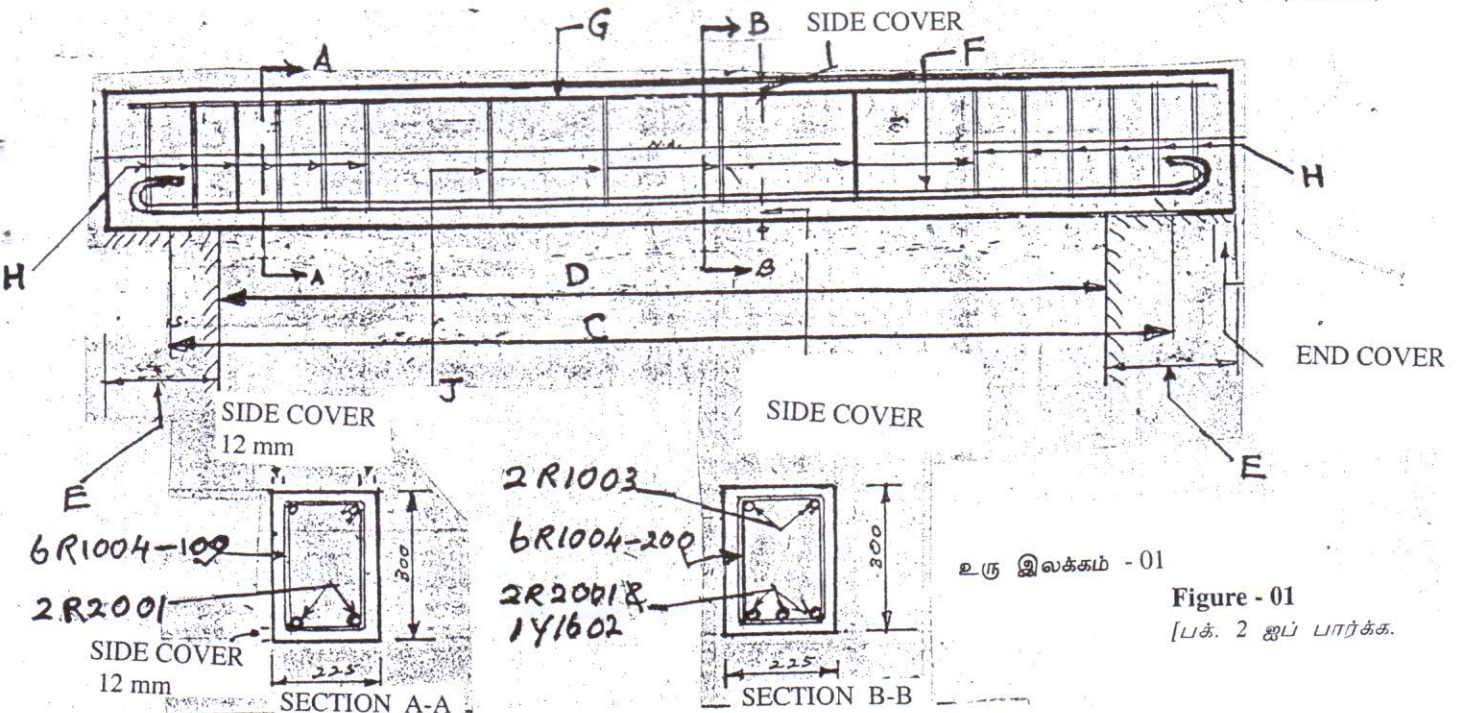 G
B
SIDE COVER
A
F
H
H
A
B
D
C
END COVER
J
SIDE COVER
12 mm
SIDE COVER
E
E
2R1003
6R1004-100
6R1004-200
300
300
2R2001
2R2001&
1Y1602
உரு இலக்கம் - 01
Figure - 01
[பக். 2 ஐப் பார்க்க.
SIDE COVER
12 mm
225
225
SECTION A-A
SECTION B-B